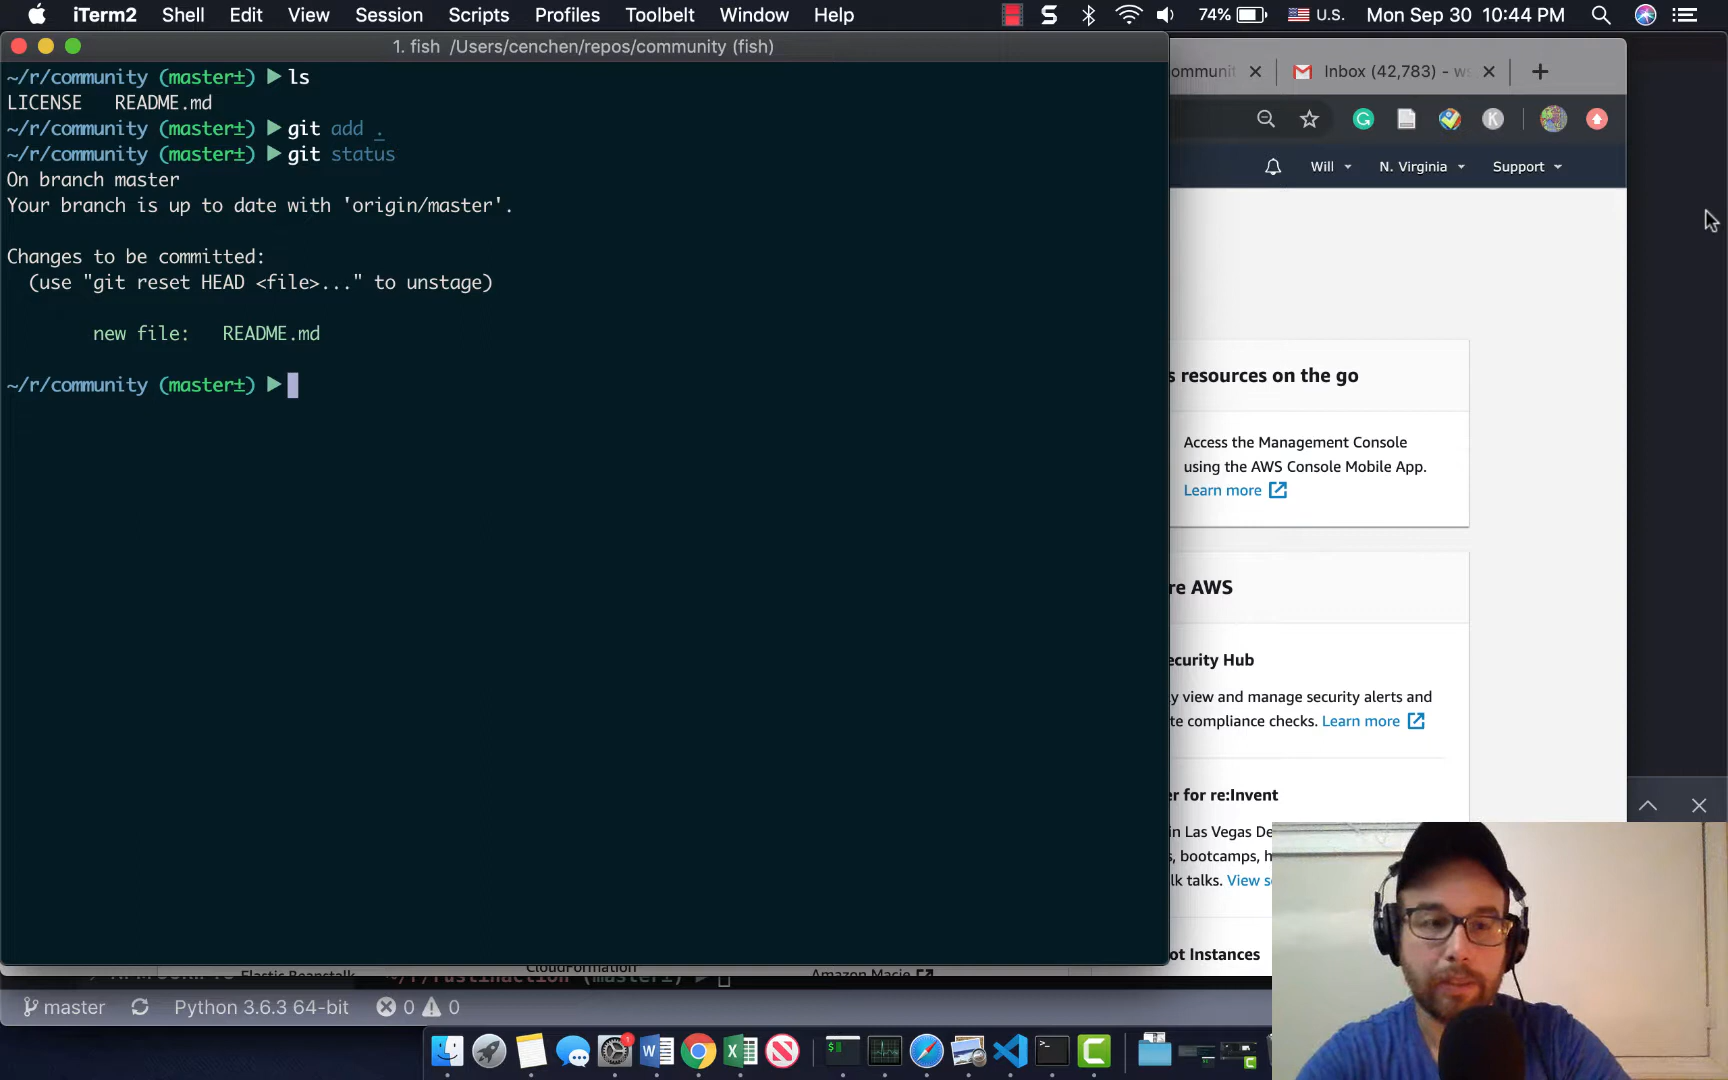 iTerm2 Shell Edit View Session Scripts Profiles Toolbelt Window Help 74% U.S. Mon Sep 30 10:44 PM
1. fish /Users/cenchen/repos/community (fish)
~/r/community (master±) ls
LICENSE README.md
~/r/community (master±) git add .
~/r/community (master±) git status
On branch master
Your branch is up to date with 'origin/master'.
Changes to be committed:
(use "git reset HEAD <file>..." to unstage)
new file: README.md
~/r/community (master±)
Inbox (42,783) -
Will N. Virginia Support
resources on the go
Access the Management Console
using the AWS Console Mobile App.
Learn more
AWS
Hub
view and manage security alerts and
compliance checks. Learn more
for re:Invent
in Las Vegas
bootcamps,
talks. View
Instances
Elastic Beanstalk CloudFormation Amazon Macie
master Python 3.6.3 64-bit 0 0